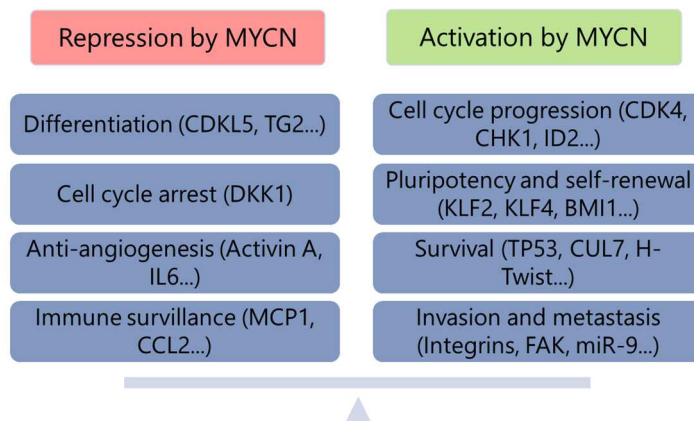 Repression by MYCN
Activation by MYCN
Differentiation (CDKL5, TG2...)
Cell cycle arrest (DKK1)
Anti-angiogenesis (Activin A,
IL6...)
Immune survillance (MCP1,
CCL2...)
Cell cycle progression (CDK4,
CHK1, ID2...)
Pluripotency and self-renewal
(KLF2, KLF4, BMI1...)
Survival (TP53, CUL7, H-
Twist...)
Invasion and metastasis
(Integrins, FAK, miR-9...)